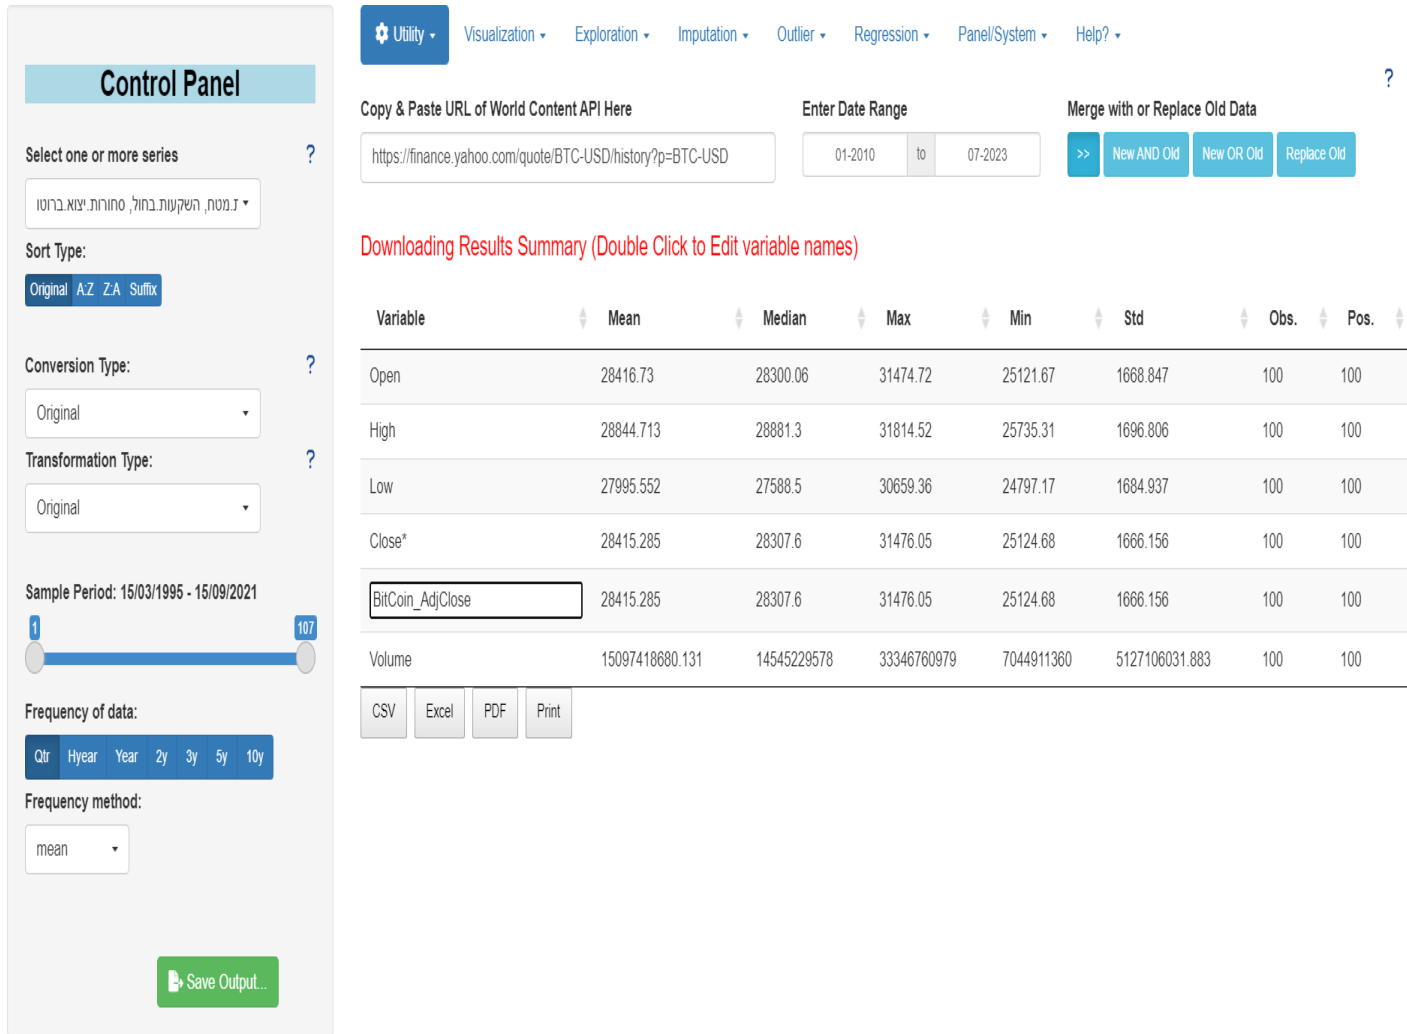 Control Panel
Select one or more series ?
ז.מטח, השקעות.בחול, סחורות.יצוא.ברוטו
Sort Type:
Original A:Z Z:A Suffix
Conversion Type: ?
Original
Transformation Type: ?
Original
Sample Period: 15/03/1995 - 15/09/2021
1 107
Frequency of data:
Qtr Hyear Year 2y 3y 5y 10y
Frequency method:
mean
Save Output...
Utility Visualization Exploration Imputation Outlier Regression Panel/System Help?
?
Copy & Paste URL of World Content API Here Enter Date Range Merge with or Replace Old Data
https://finance.yahoo.com/quote/BTC-USD/history?p=BTC-USD 01-2010 to 07-2023 >> New AND Old New OR Old Replace Old
Downloading Results Summary (Double Click to Edit variable names)
Variable Mean Median Max Min Std Obs. Pos.
Open 28416.73 28300.06 31474.72 25121.67 1668.847 100 100
High 28844.713 28881.3 31814.52 25735.31 1696.806 100 100
Low 27995.552 27588.5 30659.36 24797.17 1684.937 100 100
Close* 28415.285 28307.6 31476.05 25124.68 1666.156 100 100
BitCoin_AdjClose 28415.285 28307.6 31476.05 25124.68 1666.156 100 100
Volume 15097418680.131 14545229578 33346760979 7044911360 5127106031.883 100 100
CSV Excel PDF Print